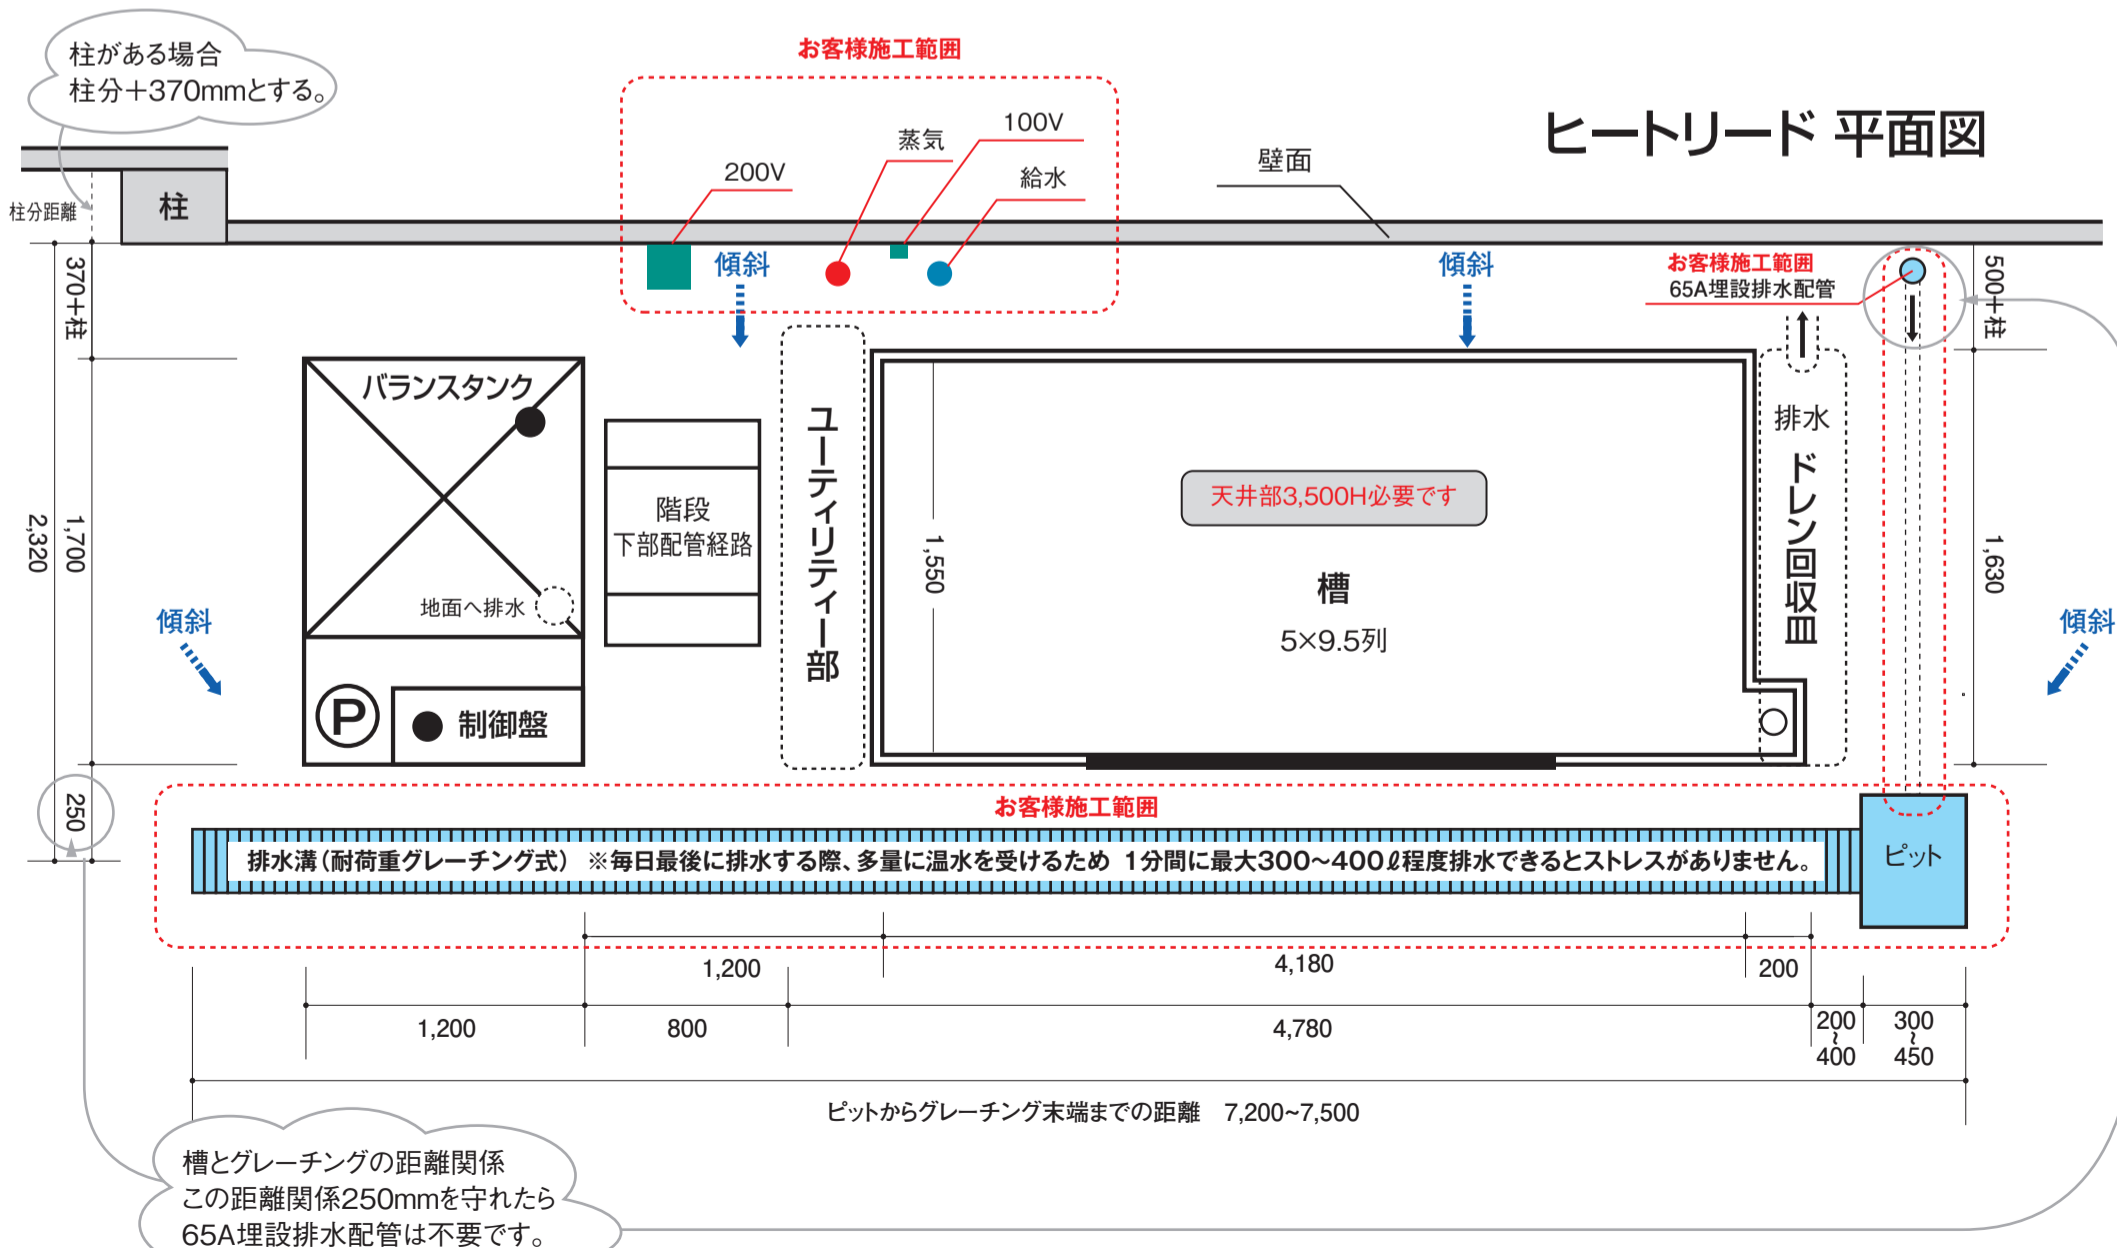 柱がある場合
柱分＋370mmとする。
お客様施工範囲
ヒートリード 平面図
200V
蒸気
100V
給水
壁面
柱分距離
柱
傾斜
傾斜
お客様施工範囲
65A埋設排水配管
370+柱
500+柱
バランスタンク
階段
下部配管経路
地面へ排水
P
制御盤
ユーティリティー部
1,550
天井部3,500H必要です
槽
5×9.5列
排水
ドレン回収皿
1,700
2,320
1,630
傾斜
傾斜
250
お客様施工範囲
排水溝（耐荷重グレーチング式） ※毎日最後に排水する際、多量に温水を受けるため 1分間に最大300～400ℓ程度排水できるとストレスがありません。
ピット
1,200
4,180
200
1,200
800
4,780
200～400
300～450
ピットからグレーチング末端までの距離 7,200~7,500
槽とグレーチングの距離関係
この距離関係250mmを守れたら
65A埋設排水配管は不要です。